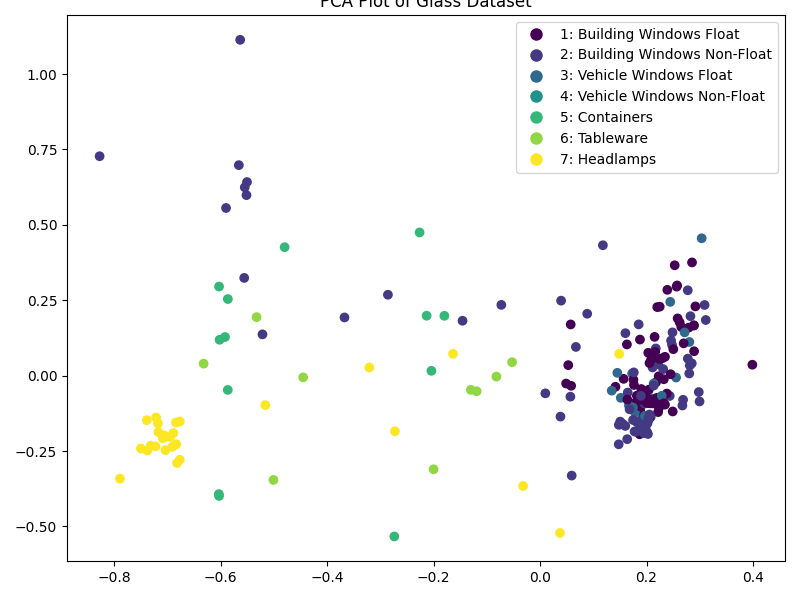 PCA Plot of Glass Dataset
1: Building Windows Float
2: Building Windows Non-Float
3: Vehicle Windows Float
4: Vehicle Windows Non-Float
5: Containers
6: Tableware
7: Headlamps
1.00
0.75
0.50
0.25
0.00
−0.25
−0.50
−0.8 −0.6 −0.4 −0.2 0.0 0.2 0.4